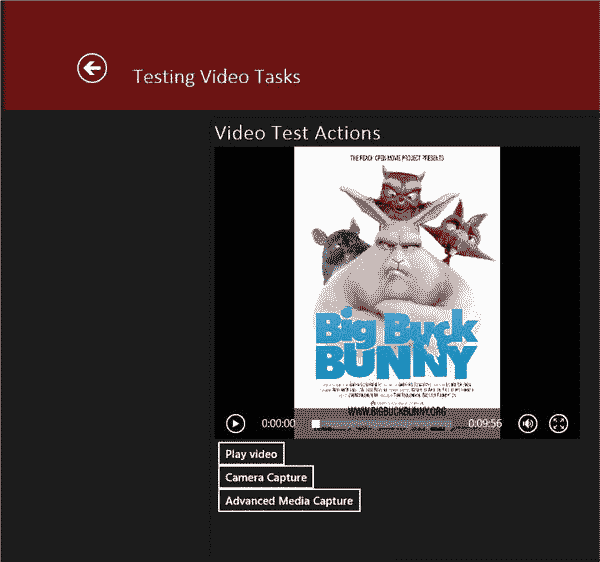 Testing Video Tasks
Video Test Actions
THE PEACH OPEN MOVIE PROJECT PRESENTS
Big Buck
BUNNY
WWW.BIGBUCKBUNNY.ORG
0:00:00 0:09:56
Play video
Camera Capture
Advanced Media Capture